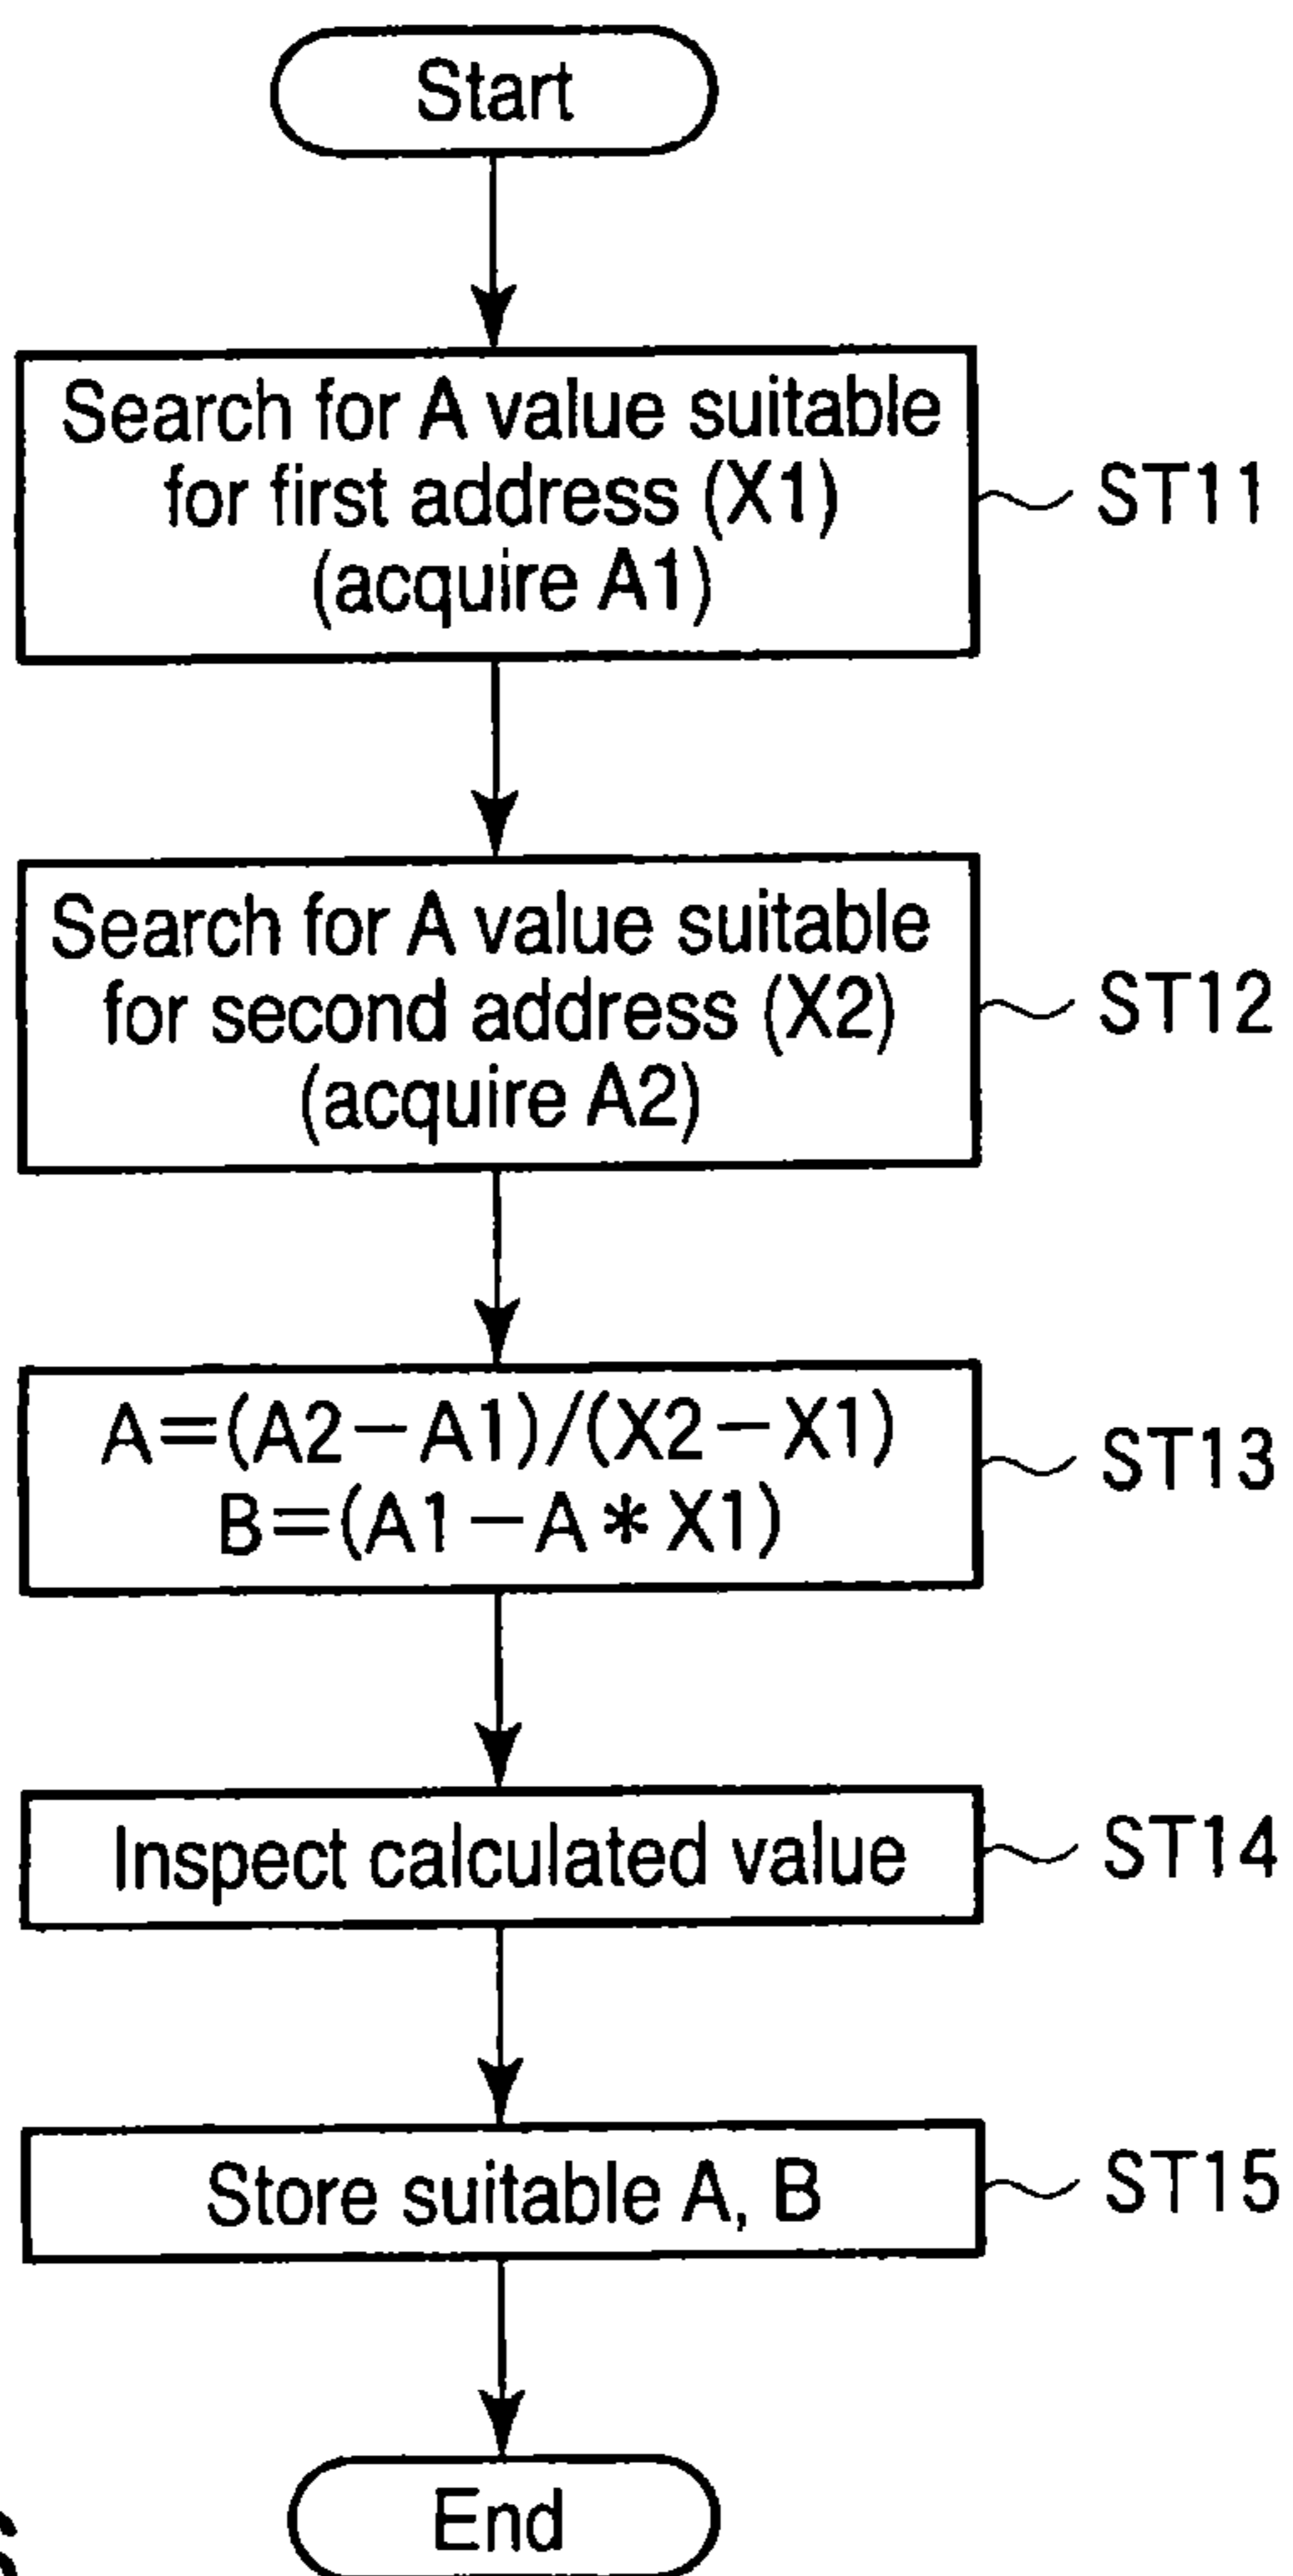 Start
Search for A value suitable
for first address (X1)
(acquire A1)
ST11
Search for A value suitable
for second address (X2)
(acquire A2)
ST12
A=(A2−A1)/(X2−X1)
B=(A1−A*X1)
ST13
Inspect calculated value
ST14
Store suitable A, B
ST15
End